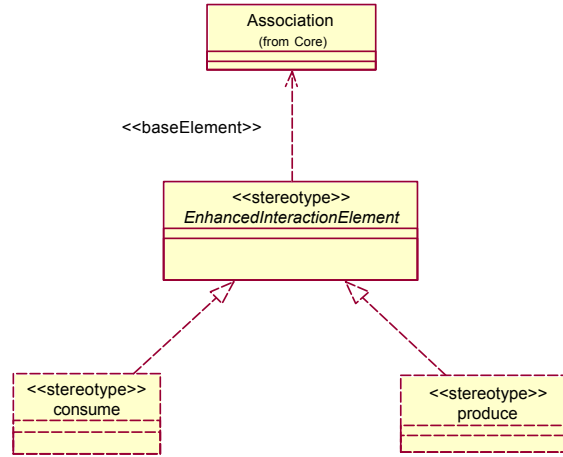 Association
(from Core)
<<baseElement>>
<<stereotype>>
EnhancedInteractionElement
<<stereotype>>
consume
<<stereotype>>
produce